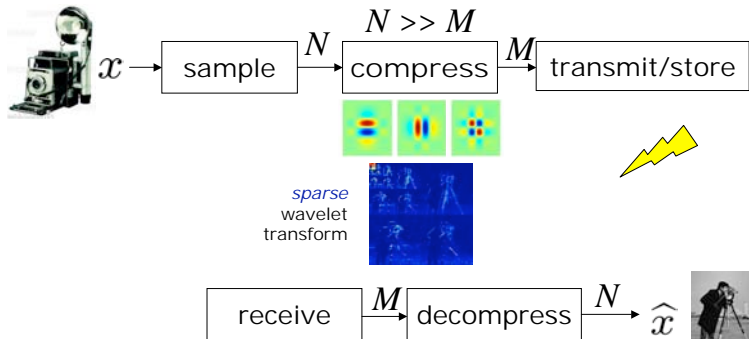 N >> M
x sample N compress M transmit/store
sparse
wavelet
transform
receive M decompress N x̂